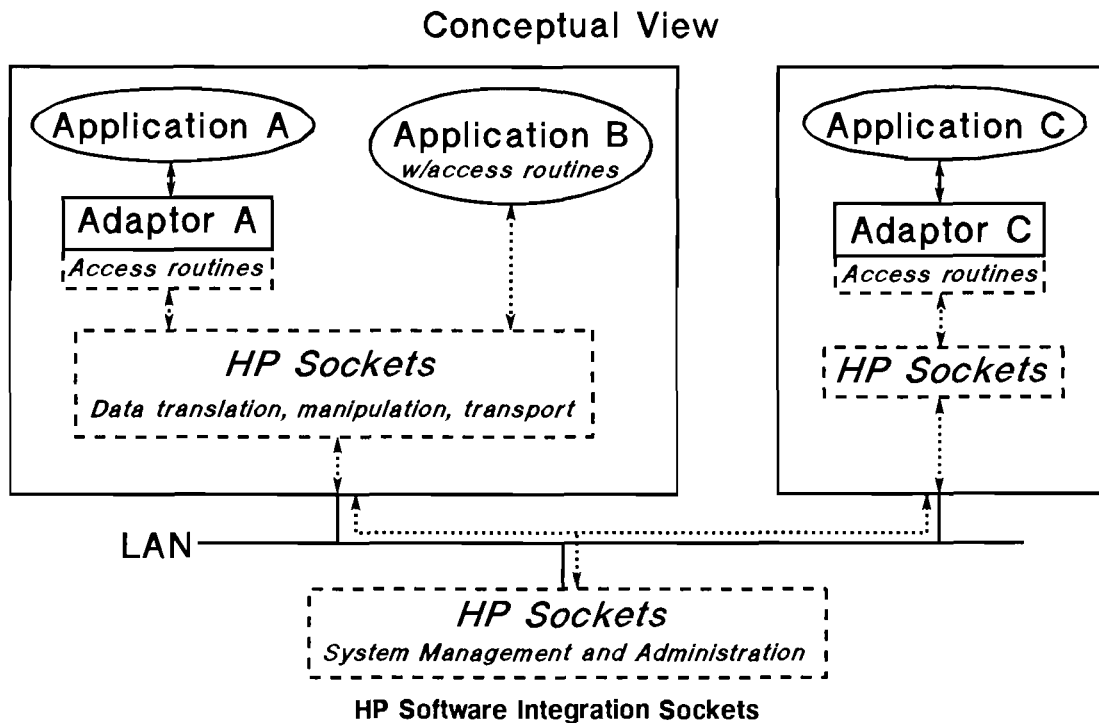 Conceptual View
Application A
Adaptor A
Access routines
Application B
w/access routines
HP Sockets
Data translation, manipulation, transport
Application C
Adaptor C
Access routines
HP Sockets
LAN
HP Sockets
System Management and Administration
HP Software Integration Sockets